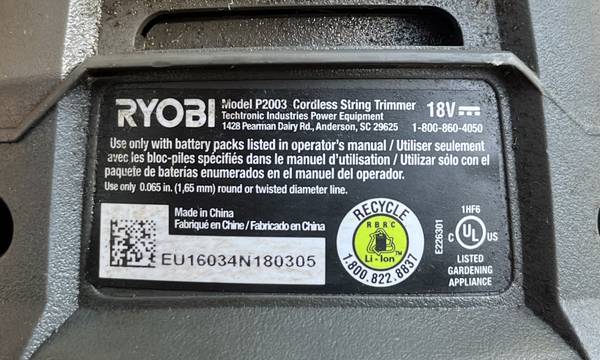 RYOBI Model P2003 Cordless String Trimmer 18V
Techtronic Industries Power Equipment
1428 Pearman Dairy Rd., Anderson, SC 29625 1-800-860-4050
Use only with battery packs listed in operator's manual / Utiliser seulement
avec les bloc-piles spécifiés dans le manuel d'utilisation / Utilizar sólo con el
paquete de baterías enumerados en el manual del operador.
Use only 0.065 in. (1,65 mm) round or twisted diameter line.
Made in China
Fabriqué en Chine / Fabricado en China
EU16034N180305
RECYCLE
RBRC
Li-Ion™
1.800.822.8837
E226301
1HF6
C UL US
LISTED
GARDENING
APPLIANCE